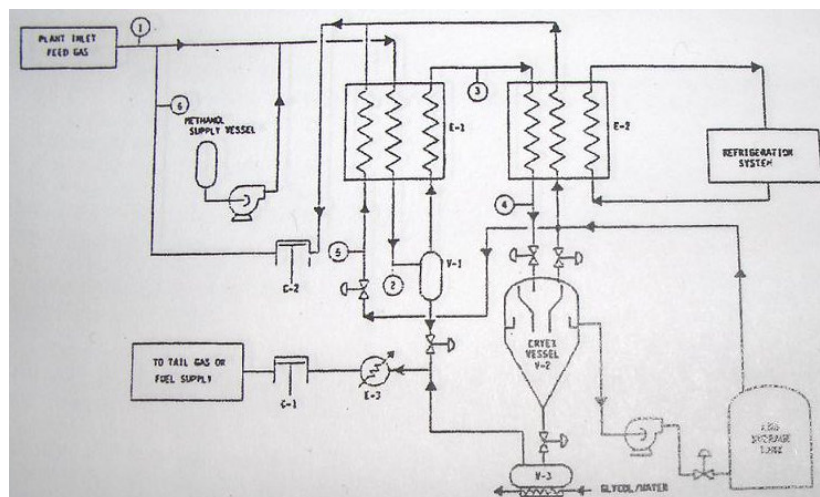 PLANT INLET
FEED GAS
1
6
METHANOL
SUPPLY VESSEL
3
E-1
E-2
REFRIGERATION
SYSTEM
4
5
V-1
C-2
2
CRYEX
VESSEL
V-2
TO TAIL GAS OR
FUEL SUPPLY
C-1
E-3
LNG
STORAGE
TANK
V-3
GLYCOL/WATER